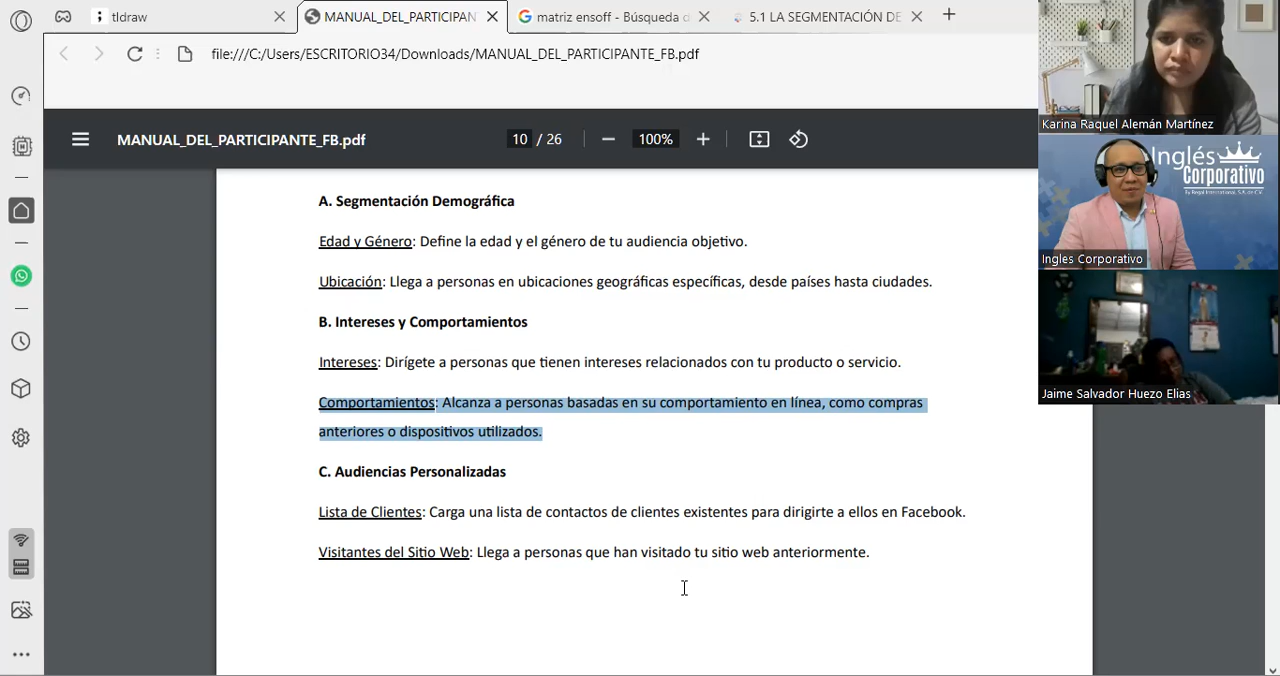 tldraw
MANUAL_DEL_PARTICIPAN
matriz ensoff - Búsqueda d
5.1 LA SEGMENTACIÓN DE
file:///C:/Users/ESCRITORIO34/Downloads/MANUAL_DEL_PARTICIPANTE_FB.pdf
MANUAL_DEL_PARTICIPANTE_FB.pdf
10 / 26
100%
A. Segmentación Demográfica
Edad y Género: Define la edad y el género de tu audiencia objetivo.
Ubicación: Llega a personas en ubicaciones geográficas específicas, desde países hasta ciudades.
B. Intereses y Comportamientos
Intereses: Dirígete a personas que tienen intereses relacionados con tu producto o servicio.
Comportamientos: Alcanza a personas basadas en su comportamiento en línea, como compras
anteriores o dispositivos utilizados.
C. Audiencias Personalizadas
Lista de Clientes: Carga una lista de contactos de clientes existentes para dirigirte a ellos en Facebook.
Visitantes del Sitio Web: Llega a personas que han visitado tu sitio web anteriormente.
Karina Raquel Alemán Martínez
Inglés
Corporativo
By Regal International, S.A. de C.V.
Ingles Corporativo
Jaime Salvador Huezo Elias